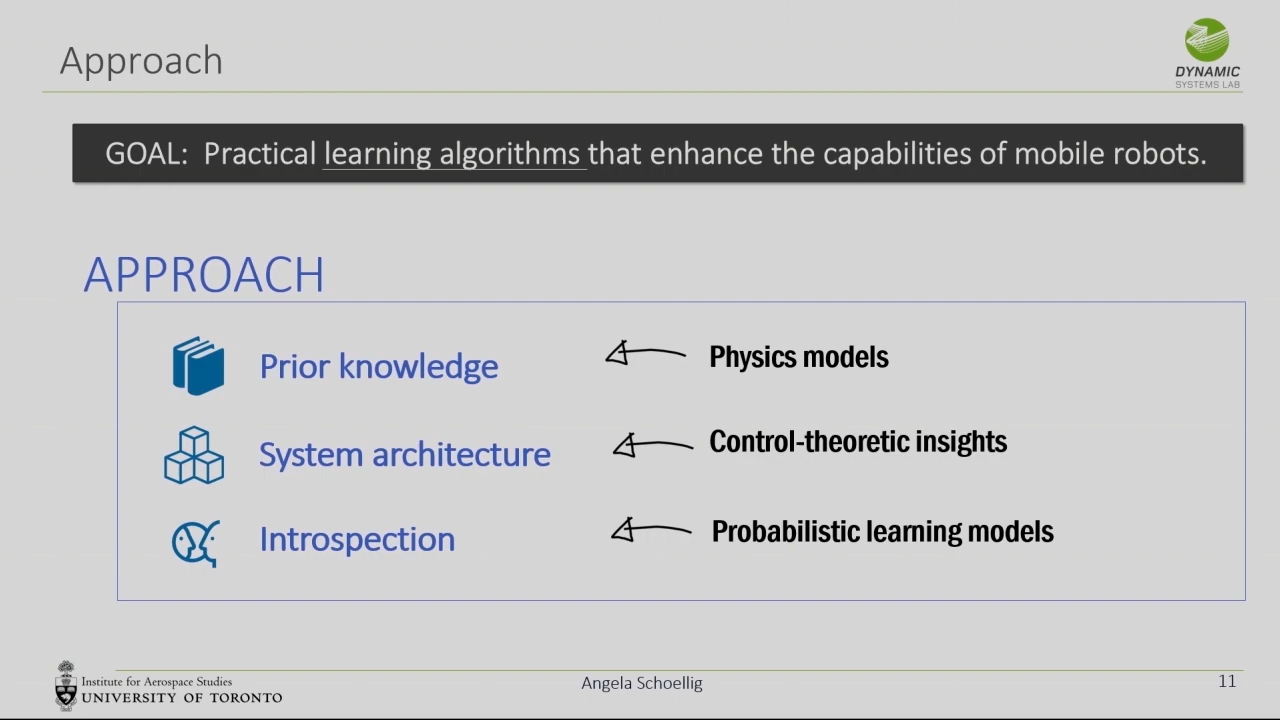 Approach
DYNAMIC
SYSTEMS LAB
GOAL: Practical learning algorithms that enhance the capabilities of mobile robots.
APPROACH
Prior knowledge
Physics models
System architecture
Control-theoretic insights
Introspection
Probabilistic learning models
Institute for Aerospace Studies
UNIVERSITY OF TORONTO
Angela Schoellig
11